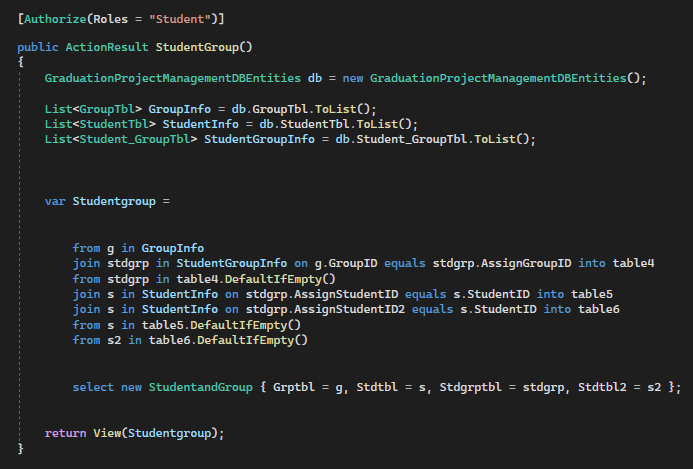 [Authorize(Roles = "Student")]
public ActionResult StudentGroup()
{
GraduationProjectManagementDBEntities db = new GraduationProjectManagementDBEntities();
List<GroupTbl> GroupInfo = db.GroupTbl.ToList();
List<StudentTbl> StudentInfo = db.StudentTbl.ToList();
List<Student_GroupTbl> StudentGroupInfo = db.Student_GroupTbl.ToList();
var Studentgroup =
from g in GroupInfo
join stdgrp in StudentGroupInfo on g.GroupID equals stdgrp.AssignGroupID into table4
from stdgrp in table4.DefaultIfEmpty()
join s in StudentInfo on stdgrp.AssignStudentID equals s.StudentID into table5
join s in StudentInfo on stdgrp.AssignStudentID2 equals s.StudentID into table6
from s in table5.DefaultIfEmpty()
from s2 in table6.DefaultIfEmpty()
select new StudentandGroup { Grptbl = g, Stdtbl = s, Stdgrptbl = stdgrp, Stdtbl2 = s2 };
return View(Studentgroup);
}